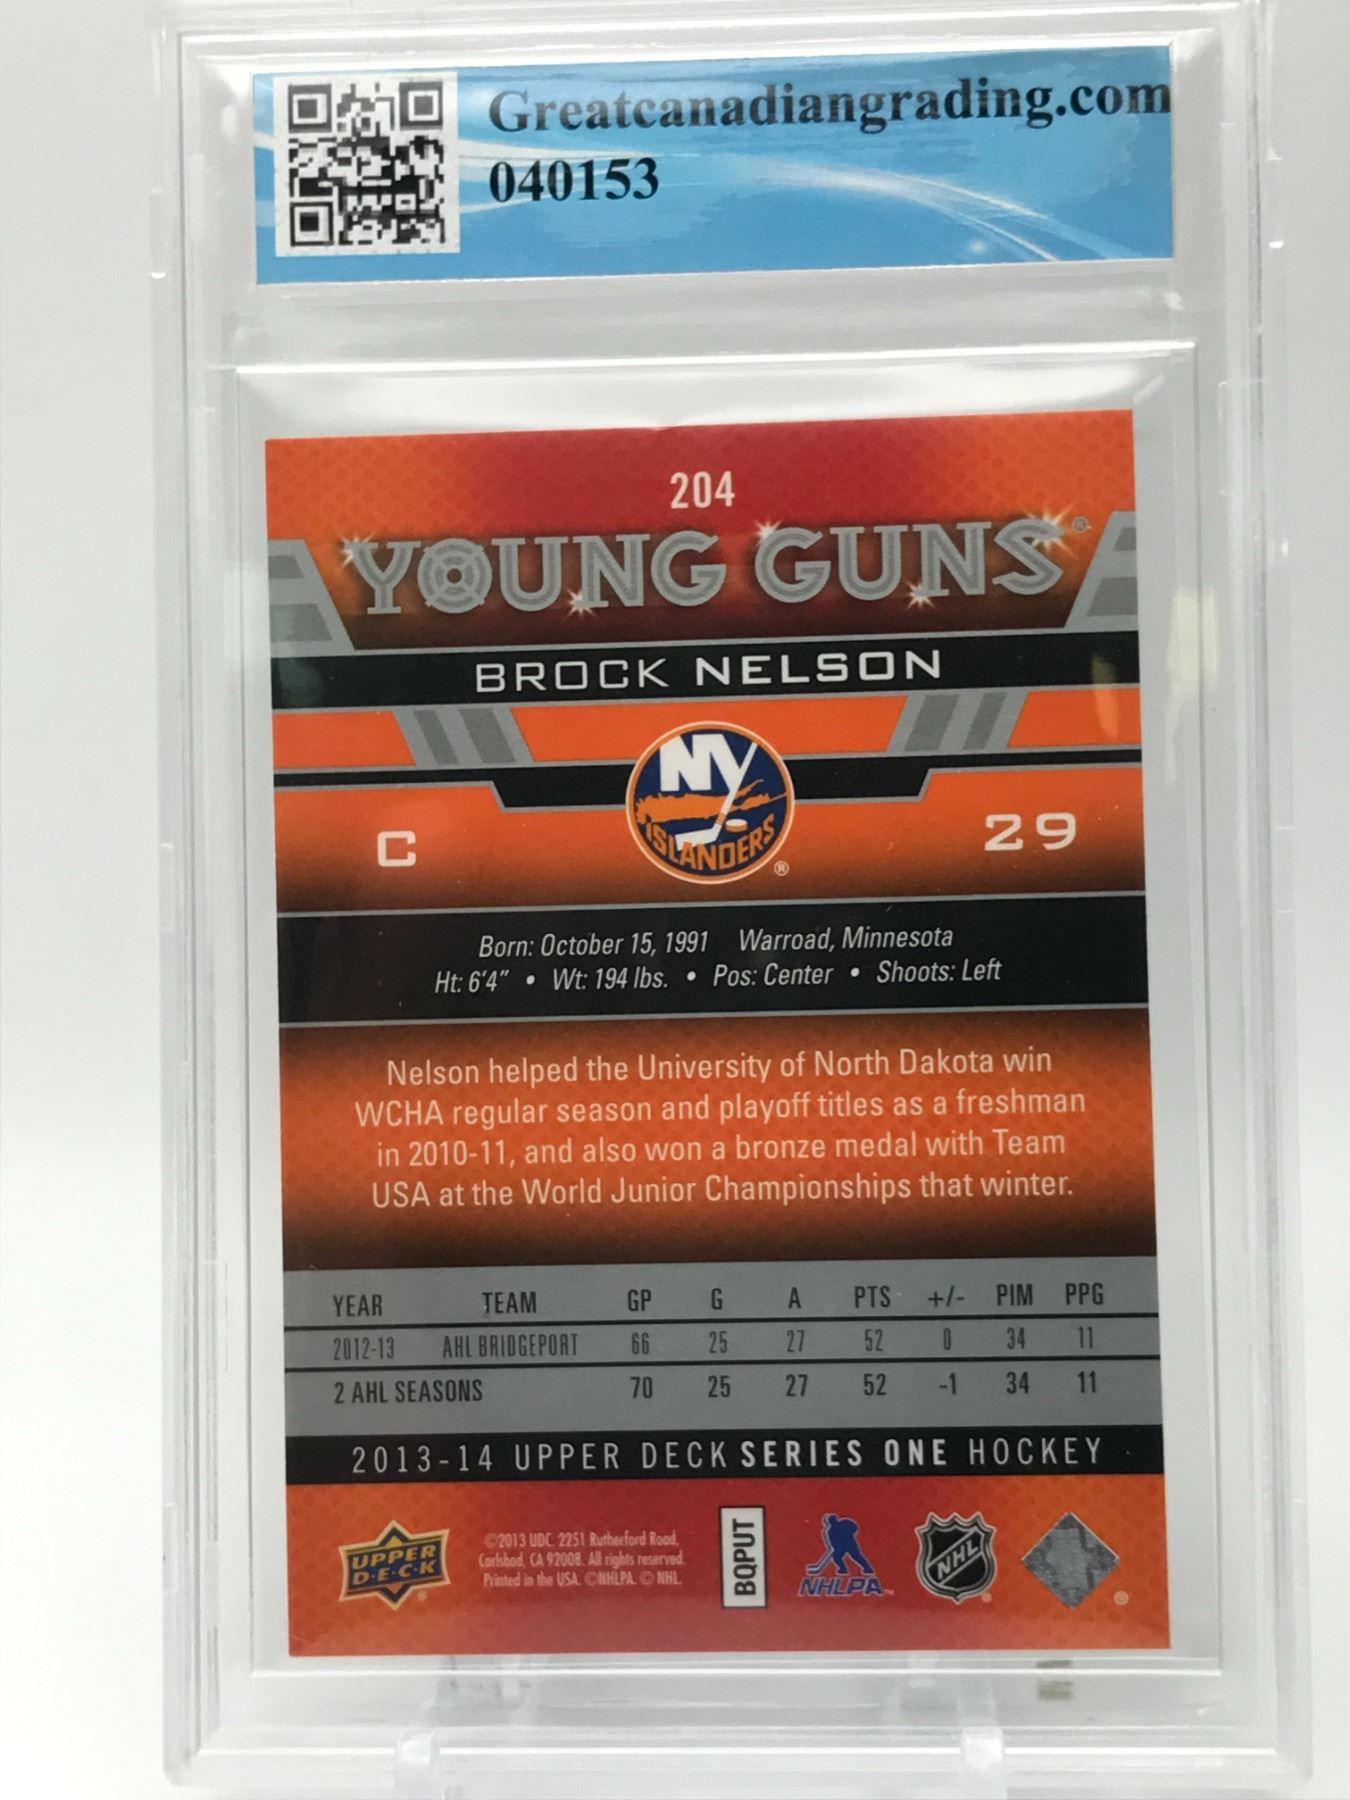 Greatcanadiangrading.com
040153
204
YOUNG GUNS®
BROCK NELSON
NY ISLANDERS ®
C 29
Born: October 15, 1991 Warroad, Minnesota
Ht: 6'4" • Wt: 194 lbs. • Pos: Center • Shoots: Left
Nelson helped the University of North Dakota win
WCHA regular season and playoff titles as a freshman
in 2010-11, and also won a bronze medal with Team
USA at the World Junior Championships that winter.
YEAR TEAM GP G A PTS +/- PIM PPG
2012-13 AHL BRIDGEPORT 66 25 27 52 0 34 11
2 AHL SEASONS 70 25 27 52 -1 34 11
2013-14 UPPER DECK SERIES ONE HOCKEY
UPPER
D·E·C·K ®
©2013 UDC. 2251 Rutherford Road,
Carlsbad, CA 92008. All rights reserved.
Printed in the USA. ©NHLPA. © NHL.
BQPUT
NHLPA™
NHL ®
®